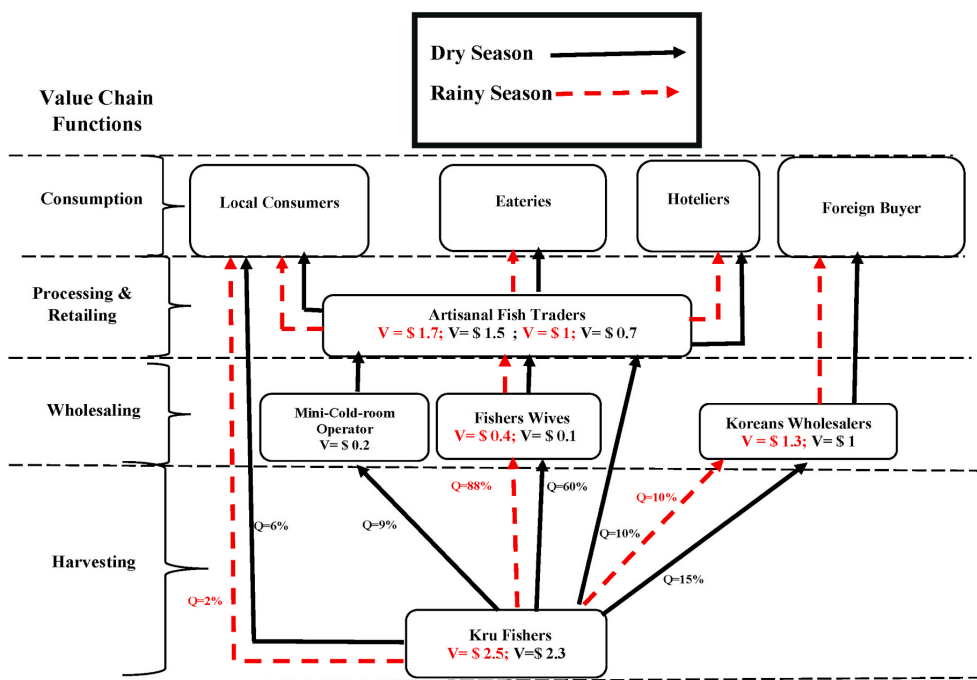 Dry Season
Rainy Season
Value Chain
Functions
Consumption
Local Consumers
Eateries
Hoteliers
Foreign Buyer
Processing &
Retailing
Artisanal Fish Traders
V = $ 1.7; V= $ 1.5 ; V = $ 1; V= $ 0.7
Wholesaling
Mini-Cold-room
Operator
V= $ 0.2
Fishers Wives
V= $ 0.4; V= $ 0.1
Koreans Wholesalers
V= $ 1.3; V= $ 1
Harvesting
Q=88%
Q=60%
Q=10%
Q=6%
Q=9%
Q=10%
Q=15%
Q=2%
Kru Fishers
V= $ 2.5; V=$ 2.3